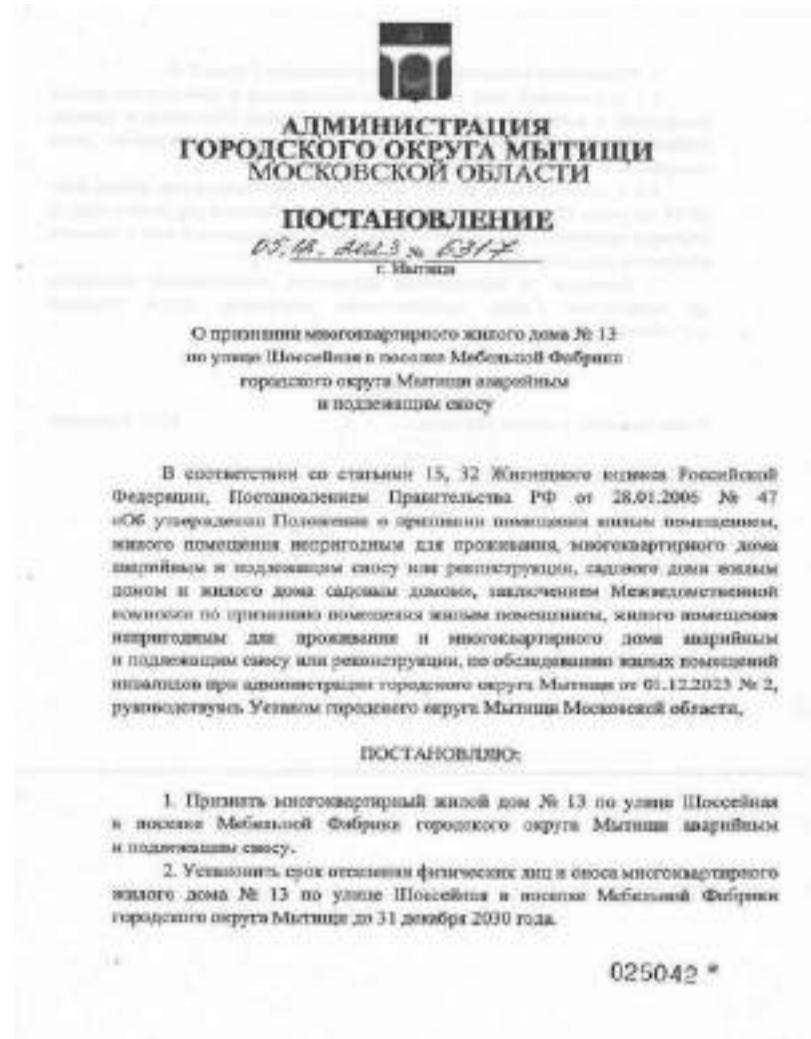 АДМИНИСТРАЦИЯ
ГОРОДСКОГО ОКРУГА МЫТИЩИ
МОСКОВСКОЙ ОБЛАСТИ
ПОСТАНОВЛЕНИЕ
2023 № 6317
г. Мытищи
О признании многоквартирного жилого дома № 13
по улице Шоссейная в поселке Мебельной Фабрики
городского округа Мытищи аварийным
и подлежащим сносу
В соответствии со статьями 15, 32 Жилищного кодекса Российской
Федерации, Постановлением Правительства РФ от 28.01.2006 № 47
«Об утверждении Положения о признании помещения жилым помещением,
жилого помещения непригодным для проживания, многоквартирного дома
аварийным и подлежащим сносу или реконструкции, садового дома жилым
домом и жилого дома садовым домом», заключением Межведомственной
комиссии по признанию помещения жилым помещением, жилого помещения
непригодным для проживания и многоквартирного дома аварийным
и подлежащим сносу или реконструкции, по обследованию жилых помещений
инвалидов при администрации городского округа Мытищи от 01.12.2023 № 2,
руководствуясь Уставом городского округа Мытищи Московской области,
ПОСТАНОВЛЯЮ:
1. Признать многоквартирный жилой дом № 13 по улице Шоссейная
в поселке Мебельной Фабрики городского округа Мытищи аварийным
и подлежащим сносу.
2. Установить срок отселения физических лиц и сноса многоквартирного
жилого дома № 13 по улице Шоссейная в поселке Мебельной Фабрики
городского округа Мытищи до 31 декабря 2030 года.
025042 *